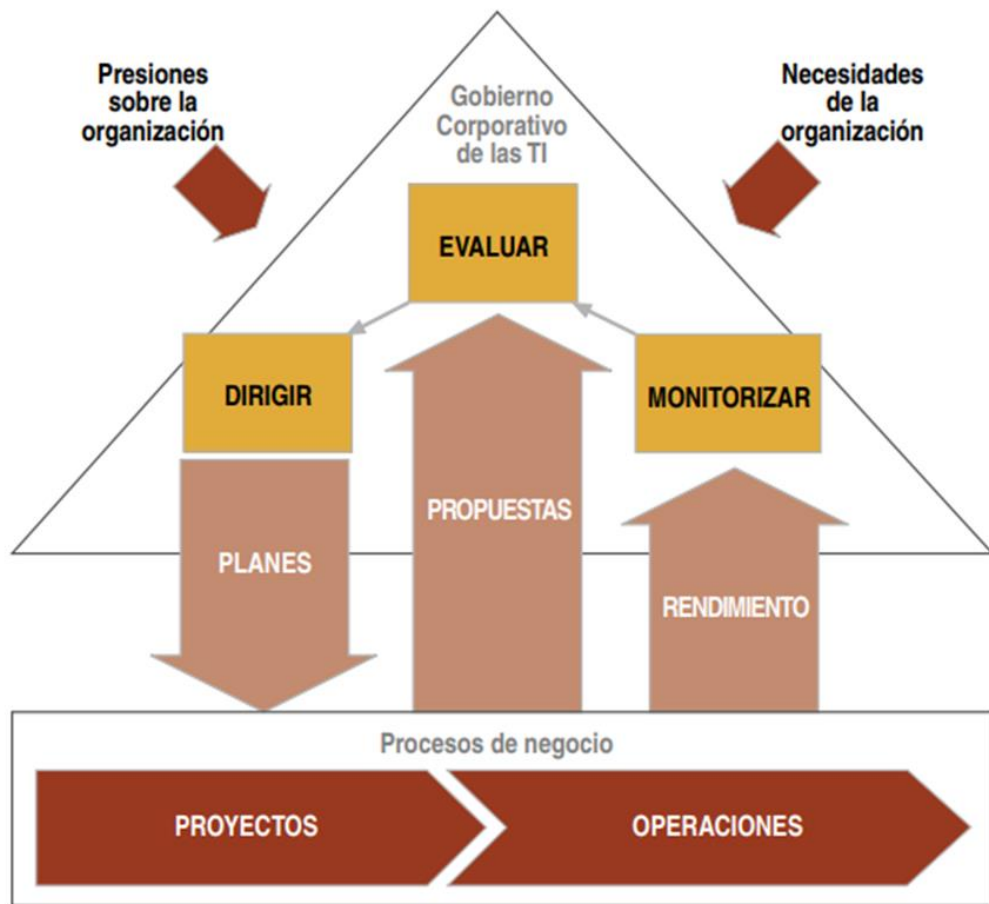 Presiones
sobre la
organización
Gobierno
Corporativo
de las TI
Necesidades
de la
organización
EVALUAR
DIRIGIR
MONITORIZAR
PROPUESTAS
PLANES
RENDIMIENTO
Procesos de negocio
PROYECTOS
OPERACIONES